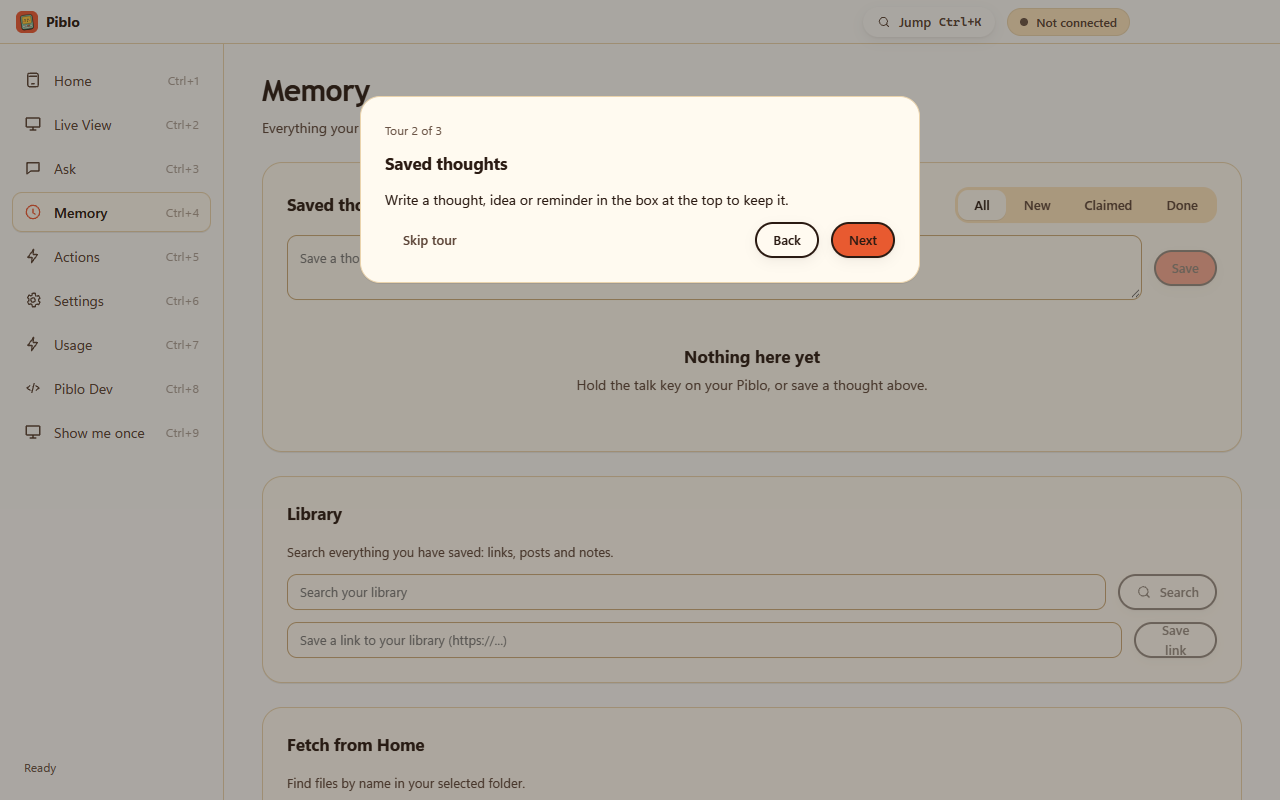 Piblo
Jump Ctrl+K
Not connected
Home Ctrl+1
Live View Ctrl+2
Ask Ctrl+3
Memory Ctrl+4
Actions Ctrl+5
Settings Ctrl+6
Usage Ctrl+7
Piblo Dev Ctrl+8
Show me once Ctrl+9
Ready
Memory
Everything your
Tour 2 of 3
Saved thoughts
Write a thought, idea or reminder in the box at the top to keep it.
Skip tour Back Next
All New Claimed Done
Save
Nothing here yet
Hold the talk key on your Piblo, or save a thought above.
Library
Search everything you have saved: links, posts and notes.
Search your library
Search
Save a link to your library (https://...)
Save
link
Fetch from Home
Find files by name in your selected folder.